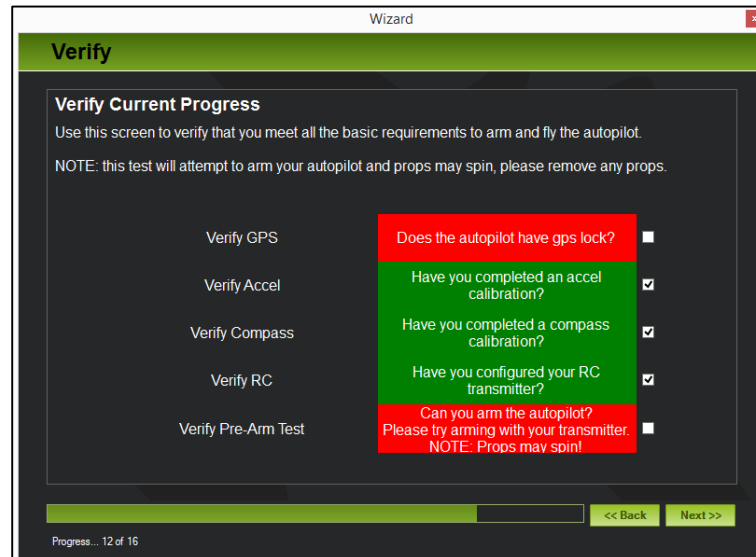 Wizard
x
Verify
Verify Current Progress
Use this screen to verify that you meet all the basic requirements to arm and fly the autopilot.
NOTE: this test will attempt to arm your autopilot and props may spin, please remove any props.
Verify GPS
Does the autopilot have gps lock?
Verify Accel
Have you completed an accel
calibration?
Verify Compass
Have you completed a compass
calibration?
Verify RC
Have you configured your RC
transmitter?
Verify Pre-Arm Test
Can you arm the autopilot?
Please try arming with your transmitter.
NOTE: Props may spin!
<< Back
Next >>
Progress... 12 of 16